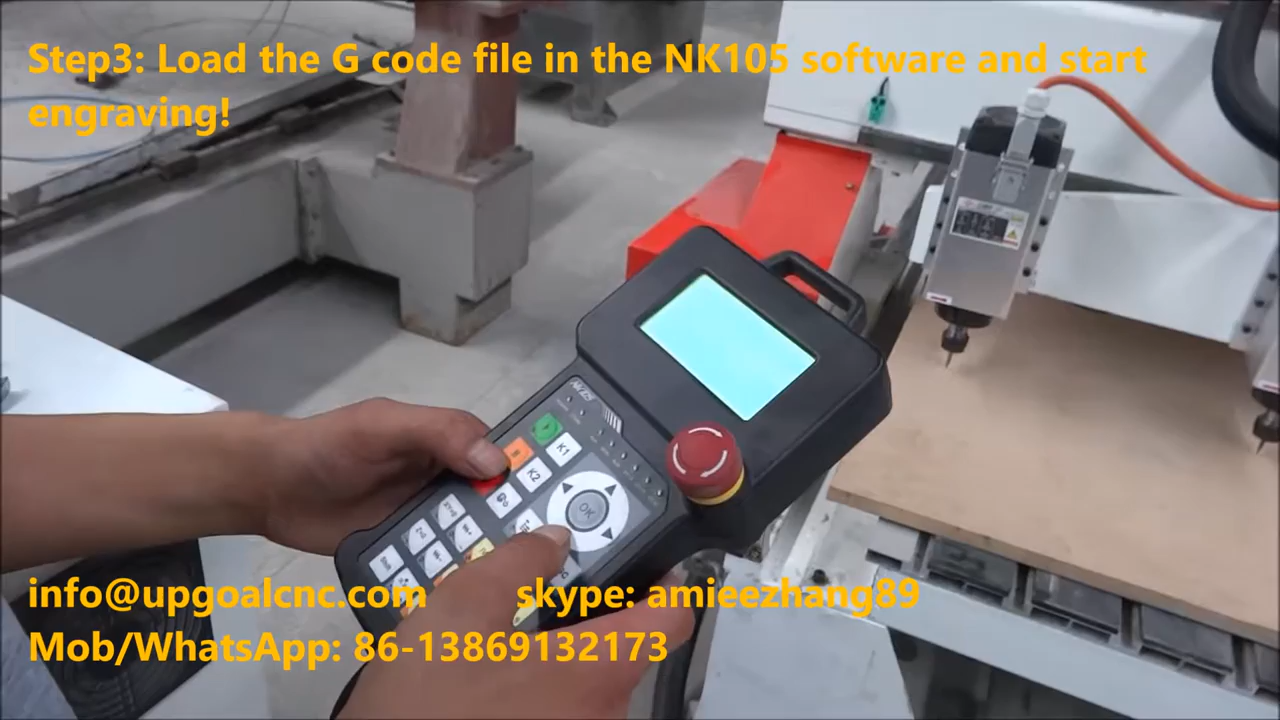 Step3: Load the G code file in the NK105 software and start
engraving!
K1
K2
OK
info@upgoalcnc.com skype: amieezhang89
Mob/WhatsApp: 86-13869132173